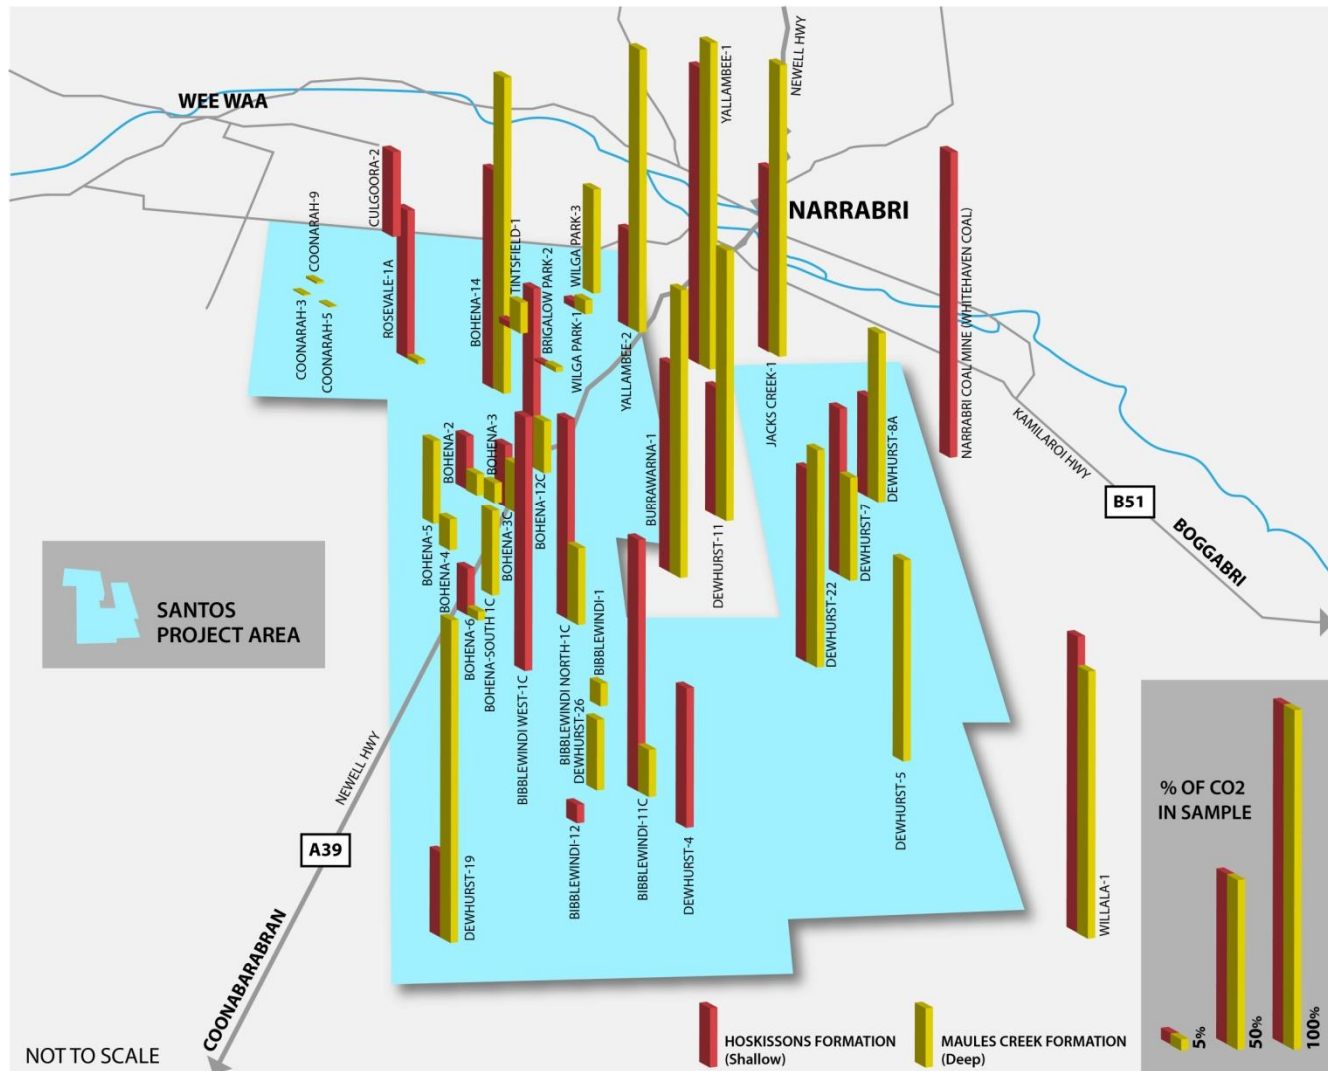 WEE WAA
NEWELL HWY
YALLAMBEE-1
CULGOORA-2
COONARAH-9
COONARAH-3
COONARAH-5
ROSEVALE-1A
BOHENA-14
TINTSFIELD-1
BRIGALOW PARK-2
WILGA PARK-3
WILGA PARK-1
YALLAMBEE-2
NARRABRI
JACKS CREEK-1
NARRABRI COAL MINE (WHITEHAVEN COAL)
KAMILAROI HWY
B51
BOGGABRI
BOHENA-2
BOHENA-3
BOHENA-5
BOHENA-4
BOHENA-3C
BOHENA-12C
BURRAWARNA-1
DEWHURST-11
DEWHURST-8A
DEWHURST-7
DEWHURST-22
SANTOS
PROJECT AREA
BOHENA-6
BOHENA-SOUTH 1C
BIBBLEWINDI WEST-1C
BIBBLEWINDI NORTH-1C
BIBBLEWINDI-1
DEWHURST-26
BIBBLEWINDI-11C
BIBBLEWINDI-12
DEWHURST-4
DEWHURST-5
WILLALA-1
NEWELL HWY
A39
DEWHURST-19
COONABARABRAN
% OF CO2
IN SAMPLE
5%
50%
100%
NOT TO SCALE
HOSKISSONS FORMATION
(Shallow)
MAULES CREEK FORMATION
(Deep)